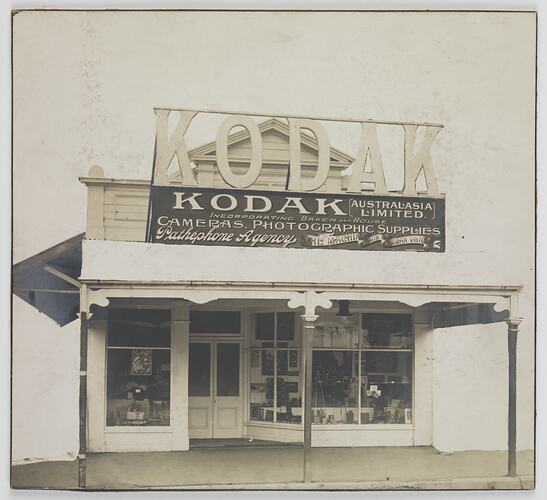 KODAK
KODAK [AUSTRALASIA] LIMITED.
INCORPORATING BAKER AND ROUSE
CAMERAS, PHOTOGRAPHIC SUPPLIES
Pathephone Agency